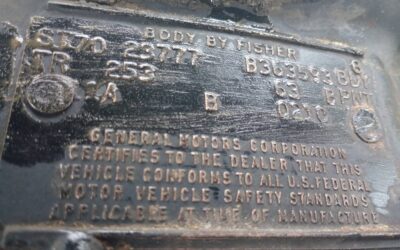 BODY BY FISHER
ST70 23777 B363593 BDY
TR 253 63 B PNT
B
GENERAL MOTORS CORPORATION
CERTIFIES TO THE DEALER THAT THIS
VEHICLE CONFORMS TO ALL U.S. FEDERAL
MOTOR VEHICLE SAFETY STANDARDS
APPLICABLE AT TIME OF MANUFACTURE